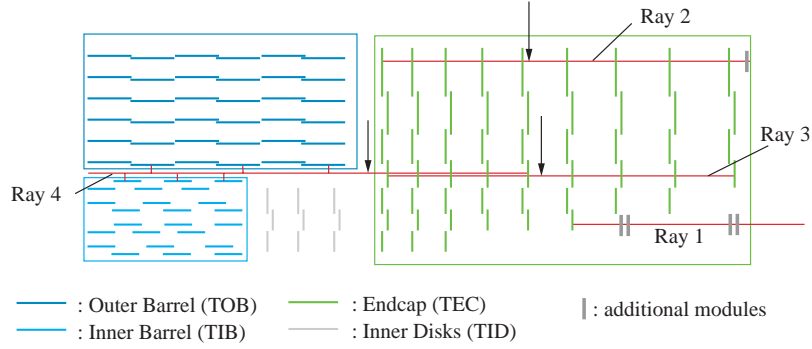 Ray 2
Ray 3
Ray 4
Ray 1
: Outer Barrel (TOB) : Endcap (TEC) : additional modules
: Inner Barrel (TIB) : Inner Disks (TID)